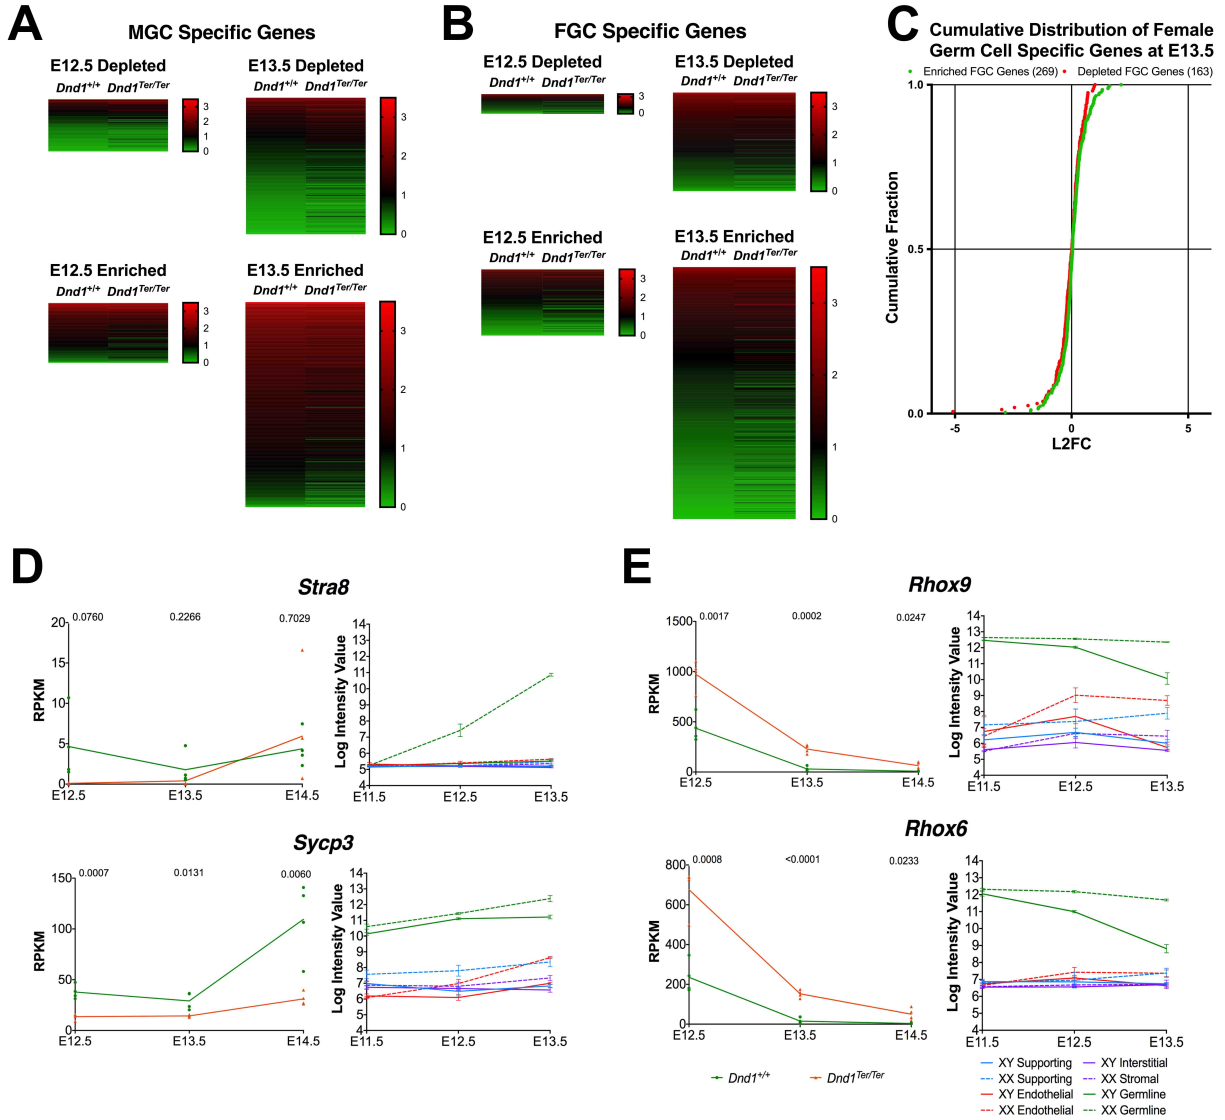 A
MGC Specific Genes
E12.5 Depleted
Dnd1+/+ Dnd1Ter/Ter
3
2
1
0
E13.5 Depleted
Dnd1+/+ Dnd1Ter/Ter
3
2
1
0
E12.5 Enriched
Dnd1+/+ Dnd1Ter/Ter
3
2
1
0
E13.5 Enriched
Dnd1+/+ Dnd1Ter/Ter
3
2
1
0
B
FGC Specific Genes
E12.5 Depleted
Dnd1+/+ Dnd1Ter/Ter
3
0
E13.5 Depleted
Dnd1+/+ Dnd1Ter/Ter
3
2
1
0
E12.5 Enriched
Dnd1+/+ Dnd1Ter/Ter
3
2
1
0
E13.5 Enriched
Dnd1+/+ Dnd1Ter/Ter
3
2
1
0
C
Cumulative Distribution of Female
Germ Cell Specific Genes at E13.5
Enriched FGC Genes (269) Depleted FGC Genes (163)
Cumulative Fraction
1.0
0.5
0.0
-5 0 5
L2FC
D
Stra8
0.0760 0.2266 0.7029
RPKM
20
15
10
5
0
E12.5 E13.5 E14.5
Log Intensity Value
14
13
12
11
10
9
8
7
6
5
4
E11.5 E12.5 E13.5
Sycp3
0.0007 0.0131 0.0060
RPKM
150
100
50
0
E12.5 E13.5 E14.5
Log Intensity Value
14
13
12
11
10
9
8
7
6
5
4
E11.5 E12.5 E13.5
E
Rhox9
0.0017 0.0002 0.0247
RPKM
1500
1000
500
0
E12.5 E13.5 E14.5
Log Intensity Value
14
13
12
11
10
9
8
7
6
5
4
E11.5 E12.5 E13.5
Rhox6
0.0008 <0.0001 0.0233
RPKM
800
600
400
200
0
E12.5 E13.5 E14.5
Log Intensity Value
14
13
12
11
10
9
8
7
6
5
4
E11.5 E12.5 E13.5
Dnd1+/+ Dnd1Ter/Ter
XY Supporting XY Interstitial
XX Supporting XX Stromal
XY Endothelial XY Germline
XX Endothelial XX Germline